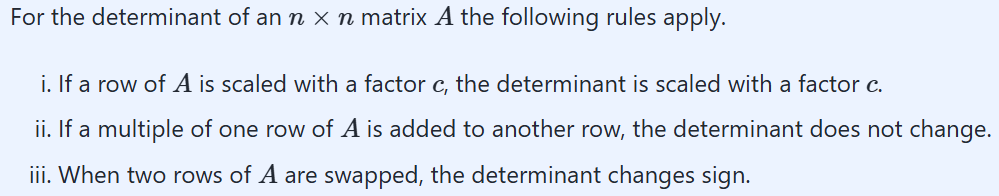 For the determinant of an n × n matrix A the following rules apply.
i. If a row of A is scaled with a factor c, the determinant is scaled with a factor c.
ii. If a multiple of one row of A is added to another row, the determinant does not change.
iii. When two rows of A are swapped, the determinant changes sign.